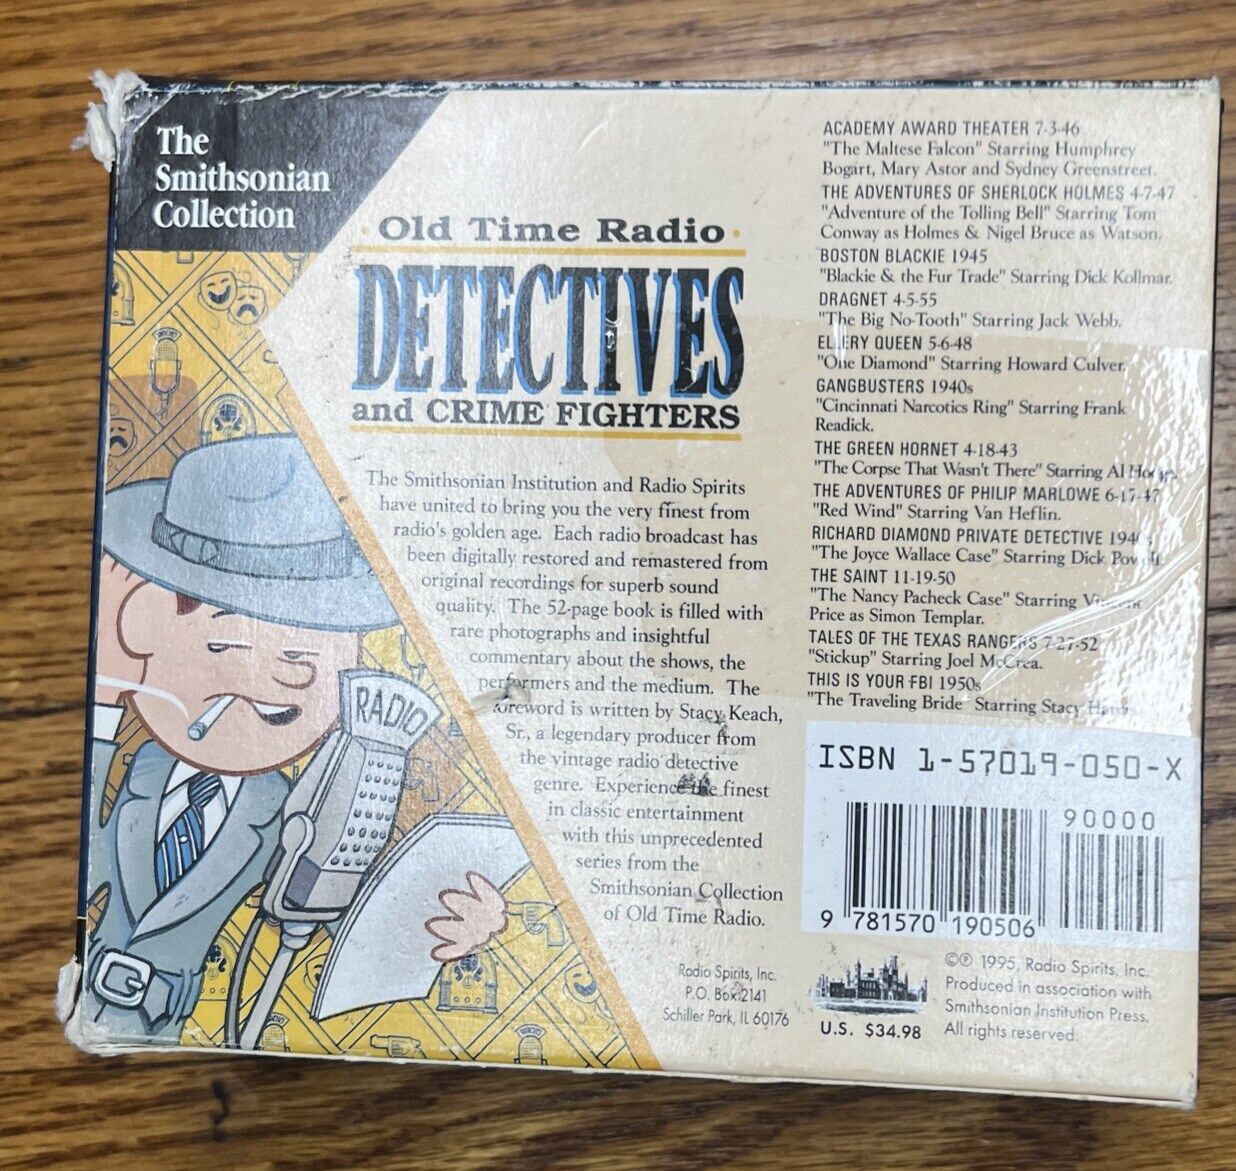 The
Smithsonian
Collection
· Old Time Radio ·
DETECTIVES
and CRIME FIGHTERS
The Smithsonian Institution and Radio Spirits
have united to bring you the very finest from
radio's golden age. Each radio broadcast has
been digitally restored and remastered from
original recordings for superb sound
quality. The 52-page book is filled with
rare photographs and insightful
commentary about the shows, the
performers and the medium. The
foreword is written by Stacy Keach,
Sr., a legendary producer from
the vintage radio detective
genre. Experience the finest
in classic entertainment
with this unprecedented
series from the
Smithsonian Collection
of Old Time Radio.
RADIO
Radio Spirits, Inc.
P.O. Box 2141
Schiller Park, IL 60176
ACADEMY AWARD THEATER 7-3-46
"The Maltese Falcon" Starring Humphrey
Bogart, Mary Astor and Sydney Greenstreet.
THE ADVENTURES OF SHERLOCK HOLMES 4-7-47
"Adventure of the Tolling Bell" Starring Tom
Conway as Holmes & Nigel Bruce as Watson.
BOSTON BLACKIE 1945
"Blackie & the Fur Trade" Starring Dick Kollmar.
DRAGNET 4-5-55
"The Big No-Tooth" Starring Jack Webb.
ELLERY QUEEN 5-6-48
"One Diamond" Starring Howard Culver.
GANGBUSTERS 1940s
"Cincinnati Narcotics Ring" Starring Frank
Readick.
THE GREEN HORNET 4-18-43
"The Corpse That Wasn't There" Starring Al
THE ADVENTURES OF PHILIP MARLOWE 6-17-47
"Red Wind" Starring Van Heflin.
RICHARD DIAMOND PRIVATE DETECTIVE 1940s
"The Joyce Wallace Case" Starring Dick Powell.
THE SAINT 11-19-50
"The Nancy Pacheck Case" Starring Vincent
Price as Simon Templar.
TALES OF THE TEXAS RANGERS 7-27-52
"Stickup" Starring Joel McCrea.
THIS IS YOUR FBI 1950s
"The Traveling Bride" Starring Stacy
ISBN 1-57019-050-X
90000
9 781570 190506
©℗ 1995, Radio Spirits, Inc.
Produced in association with
Smithsonian Institution Press.
All rights reserved.
U.S. $34.98